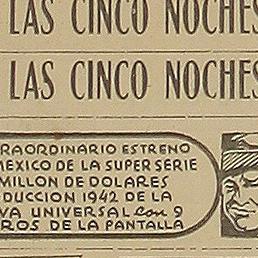 LAS CINCO NOCHES
LAS CINCO NOCHES
RAORDINARIO ESTRENO
MEXICO DE LA SUPER SERIE
MILLON DE DOLARES
DUCCION 1942 DE LA
VA UNIVERSAL con 9
ROS DE LA PANTALLA